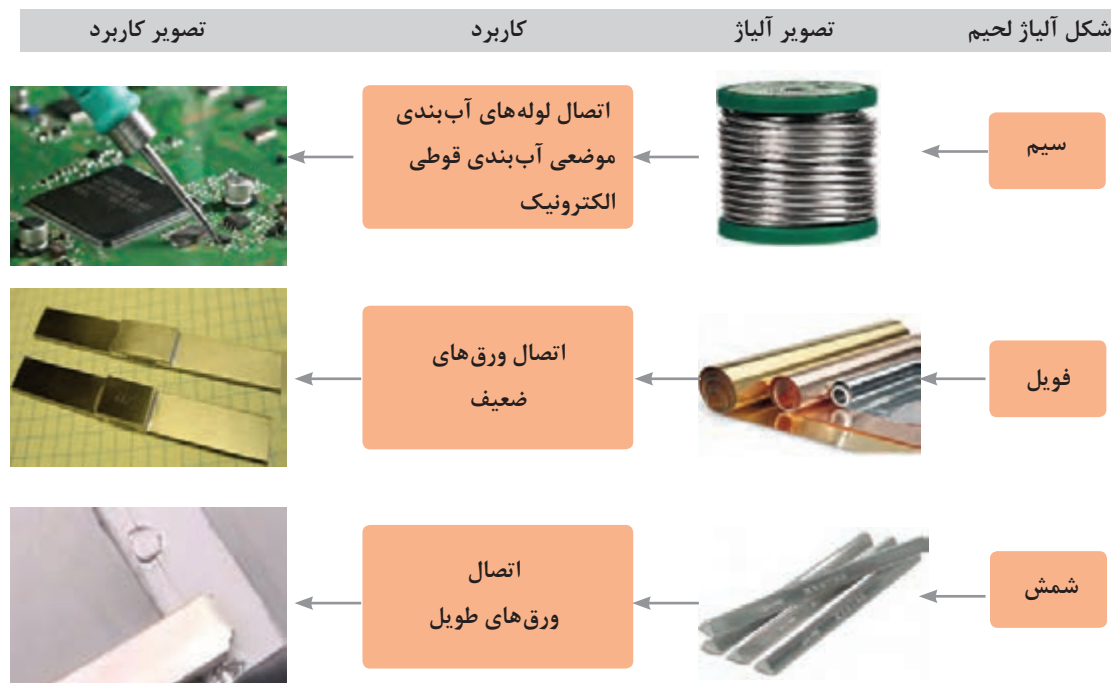 شکل آلیاژ لحیم
تصویر آلیاژ
کاربرد
تصویر کاربرد
سیم
اتصال لوله‌های آب‌بندی
موضعی آب‌بندی قوطی
الکترونیک
فویل
اتصال ورق‌های
ضعیف
شمش
اتصال
ورق‌های طویل